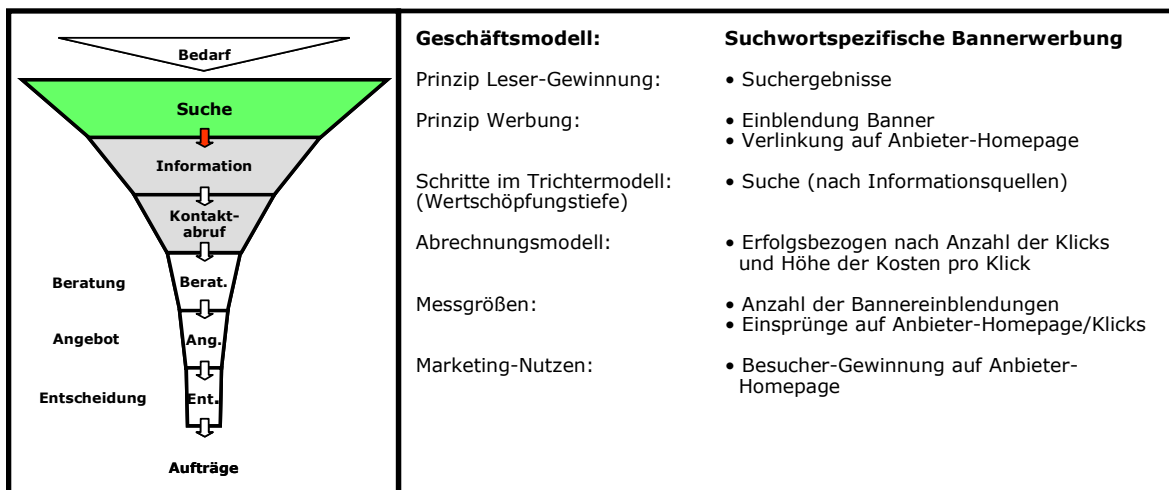 Bedarf
Suche
Information
Kontakt-
abruf
Beratung
Berat.
Angebot
Ang.
Entscheidung
Ent.
Aufträge
Geschäftsmodell: Suchwortspezifische Bannerwerbung
Prinzip Leser-Gewinnung: • Suchergebnisse
Prinzip Werbung: • Einblendung Banner
• Verlinkung auf Anbieter-Homepage
Schritte im Trichtermodell: • Suche (nach Informationsquellen)
(Wertschöpfungstiefe)
Abrechnungsmodell: • Erfolgsbezogen nach Anzahl der Klicks
und Höhe der Kosten pro Klick
Messgrößen: • Anzahl der Bannereinblendungen
• Einsprünge auf Anbieter-Homepage/Klicks
Marketing-Nutzen: • Besucher-Gewinnung auf Anbieter-
Homepage